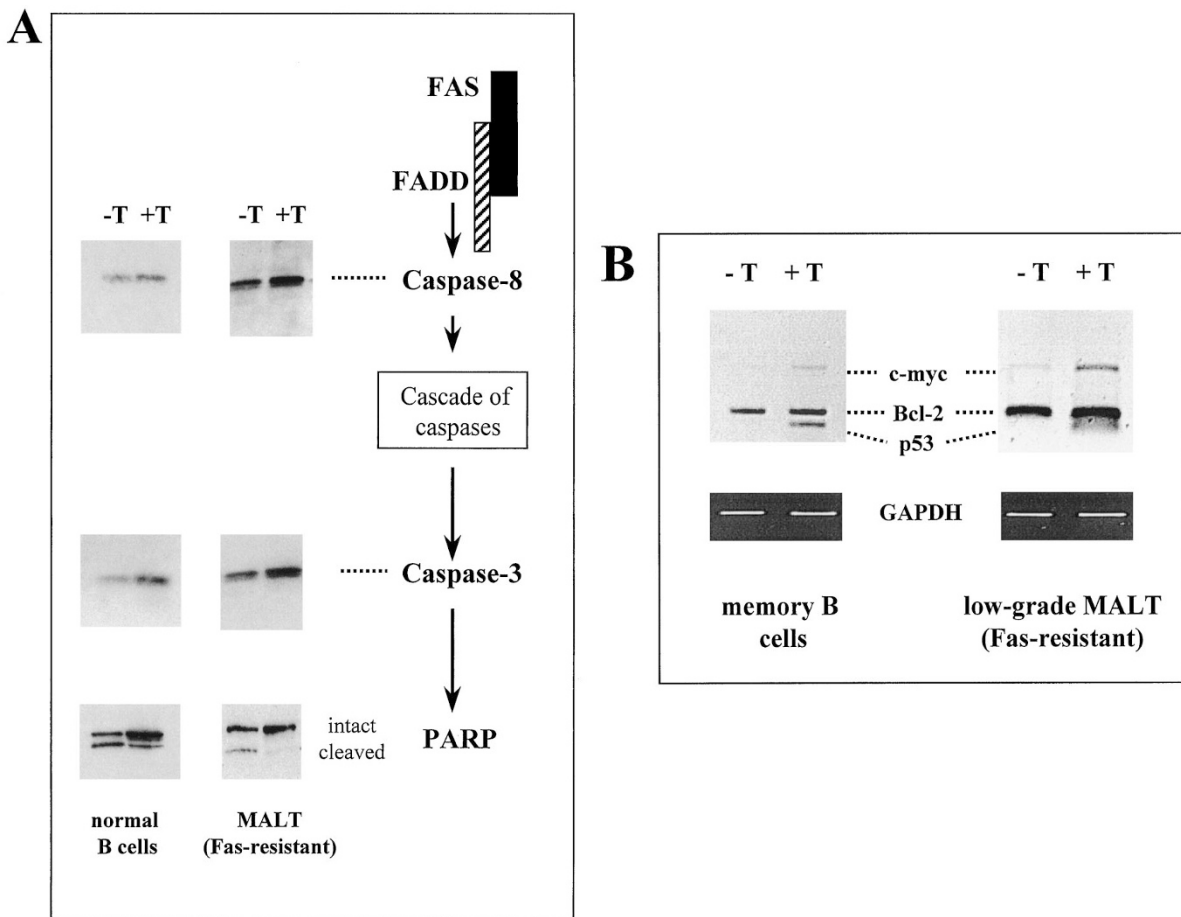 A
FAS
FADD
-T +T
-T +T
Caspase-8
Cascade of
caspases
Caspase-3
intact
cleaved
PARP
normal
B cells
MALT
(Fas-resistant)
B
- T + T
- T + T
c-myc
Bcl-2
p53
GAPDH
memory B
cells
low-grade MALT
(Fas-resistant)